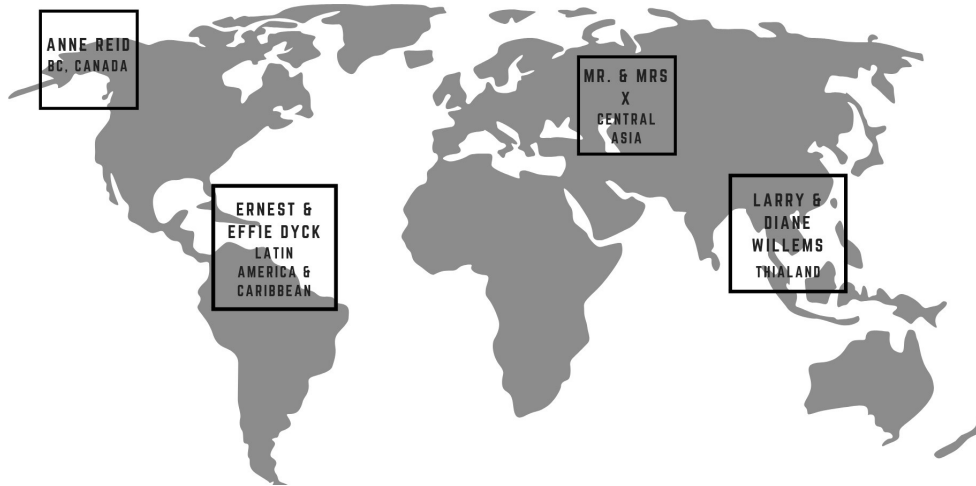 ANNE REID
BC, CANADA
MR. & MRS
X
CENTRAL
ASIA
ERNEST &
EFFIE DYCK
LATIN
AMERICA &
CARIBBEAN
LARRY &
DIANE
WILLEMS
THIALAND